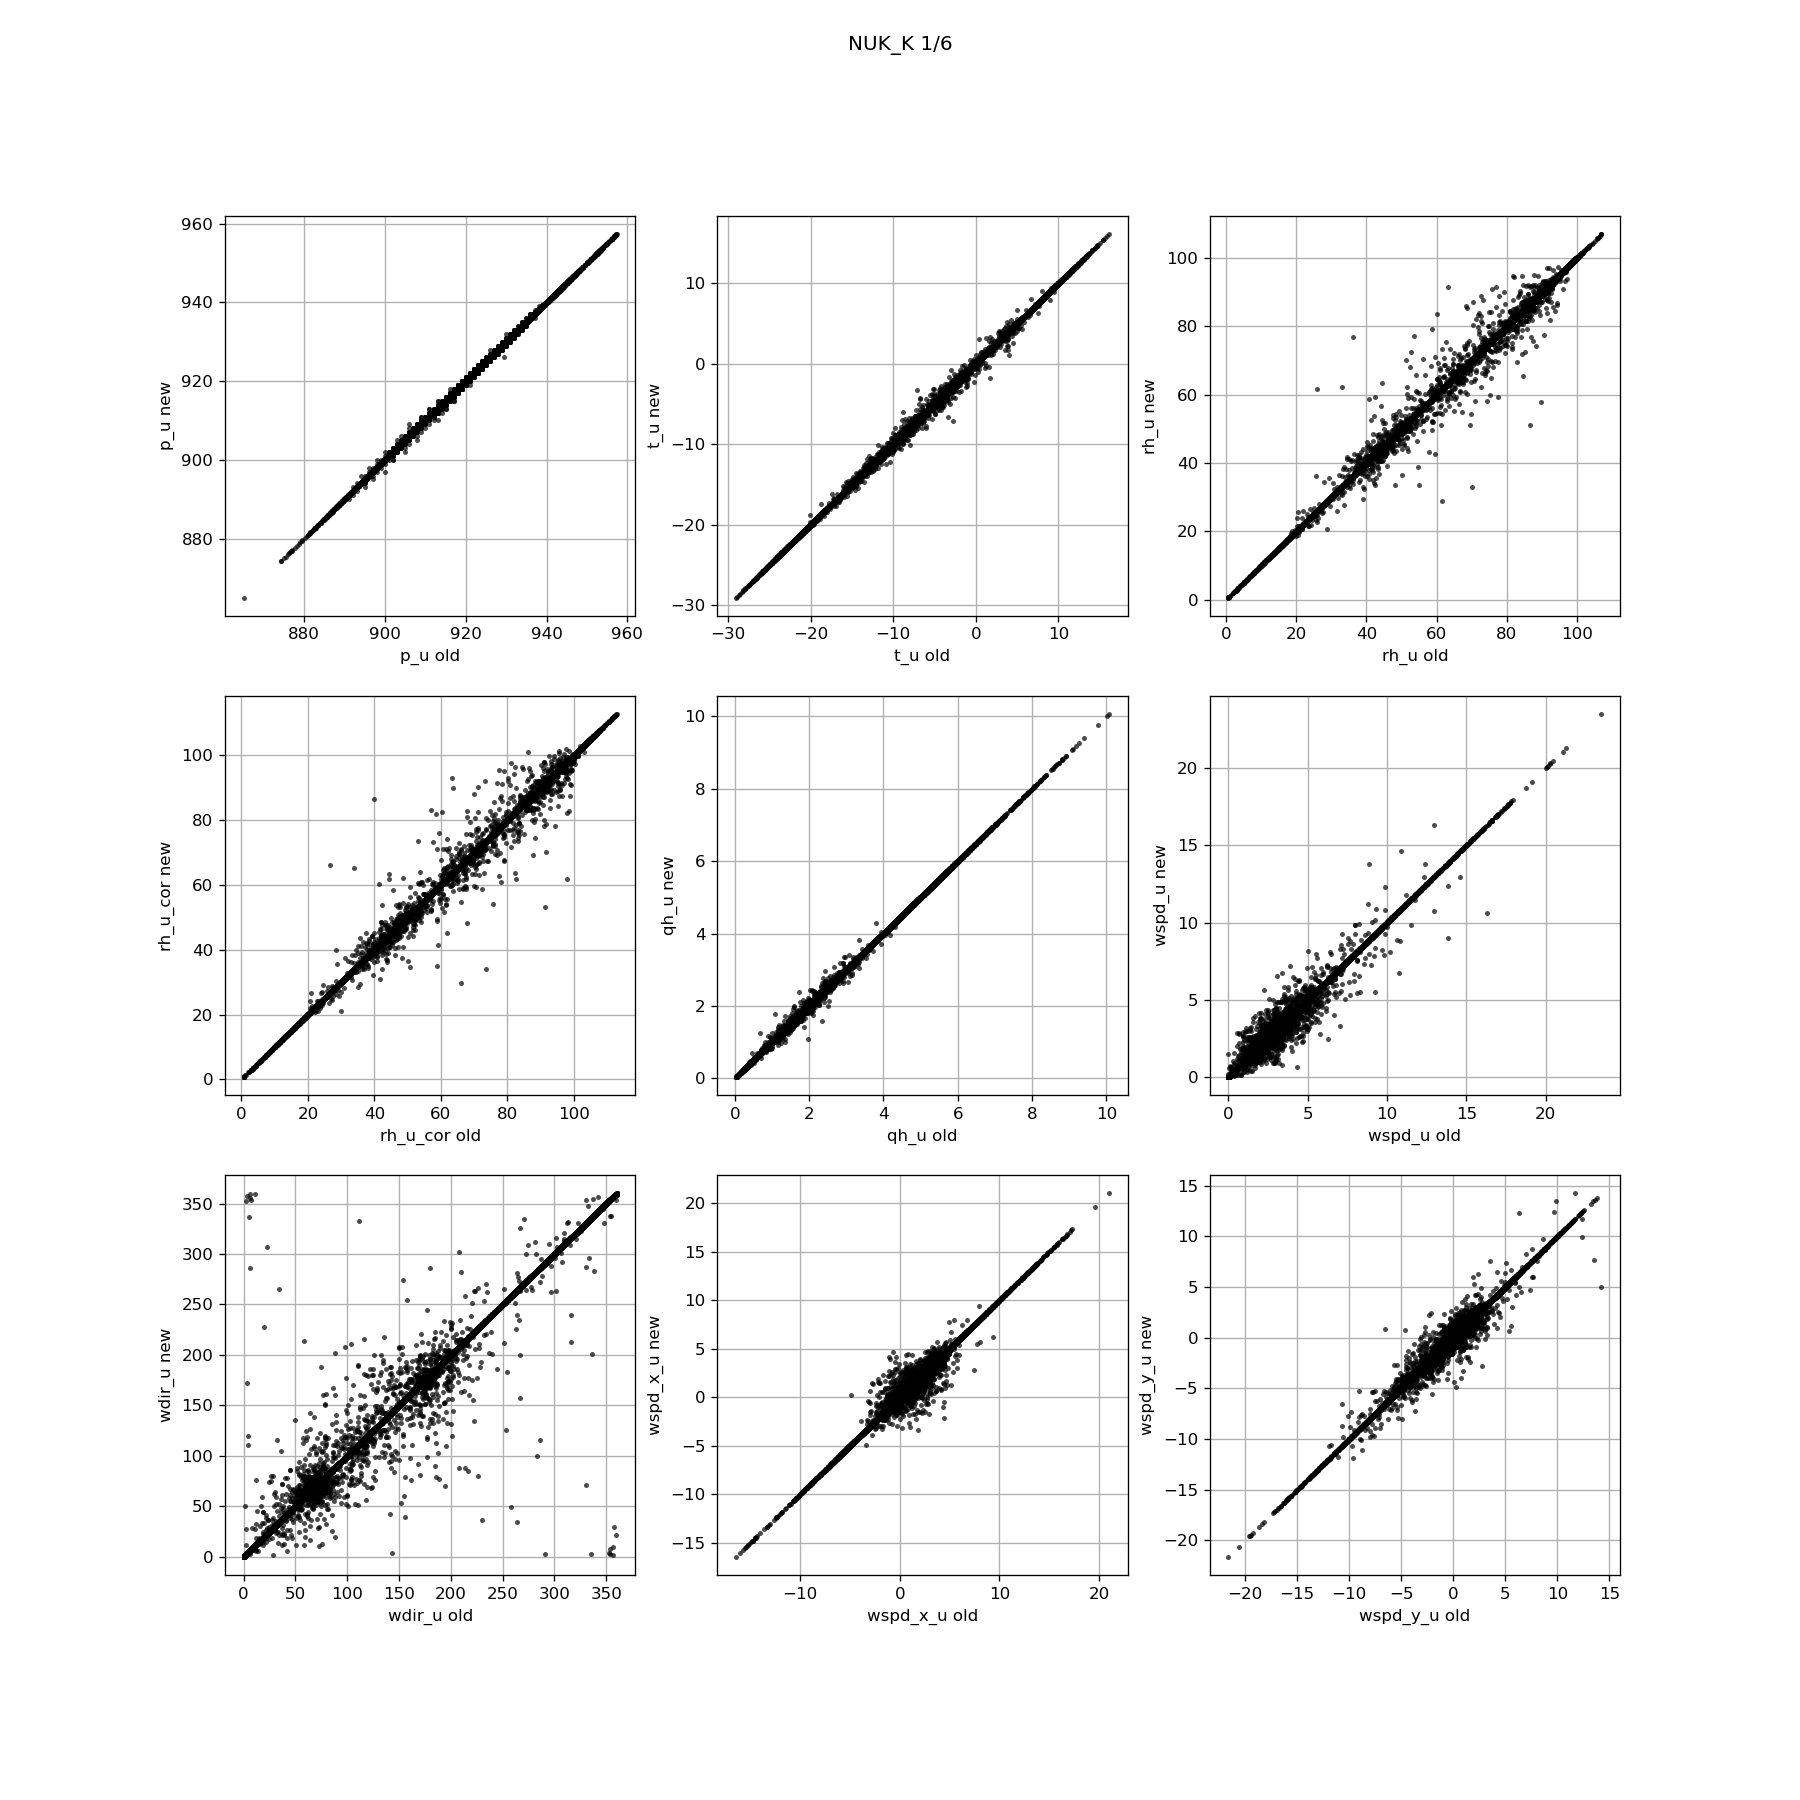 NUK_K 1/6
960
940
920
900
880
p_u new
880 900 920 940 960
p_u old
10
0
−10
−20
−30
t_u new
−30 −20 −10 0 10
t_u old
100
80
60
40
20
0
rh_u new
0 20 40 60 80 100
rh_u old
100
80
60
40
20
0
rh_u_cor new
0 20 40 60 80 100
rh_u_cor old
10
8
6
4
2
0
qh_u new
0 2 4 6 8 10
qh_u old
20
15
10
5
0
wspd_u new
0 5 10 15 20
wspd_u old
350
300
250
200
150
100
50
0
wdir_u new
0 50 100 150 200 250 300 350
wdir_u old
20
15
10
5
0
−5
−10
−15
wspd_x_u new
−10 0 10 20
wspd_x_u old
15
10
5
0
−5
−10
−15
−20
wspd_y_u new
−20 −15 −10 −5 0 5 10 15
wspd_y_u old